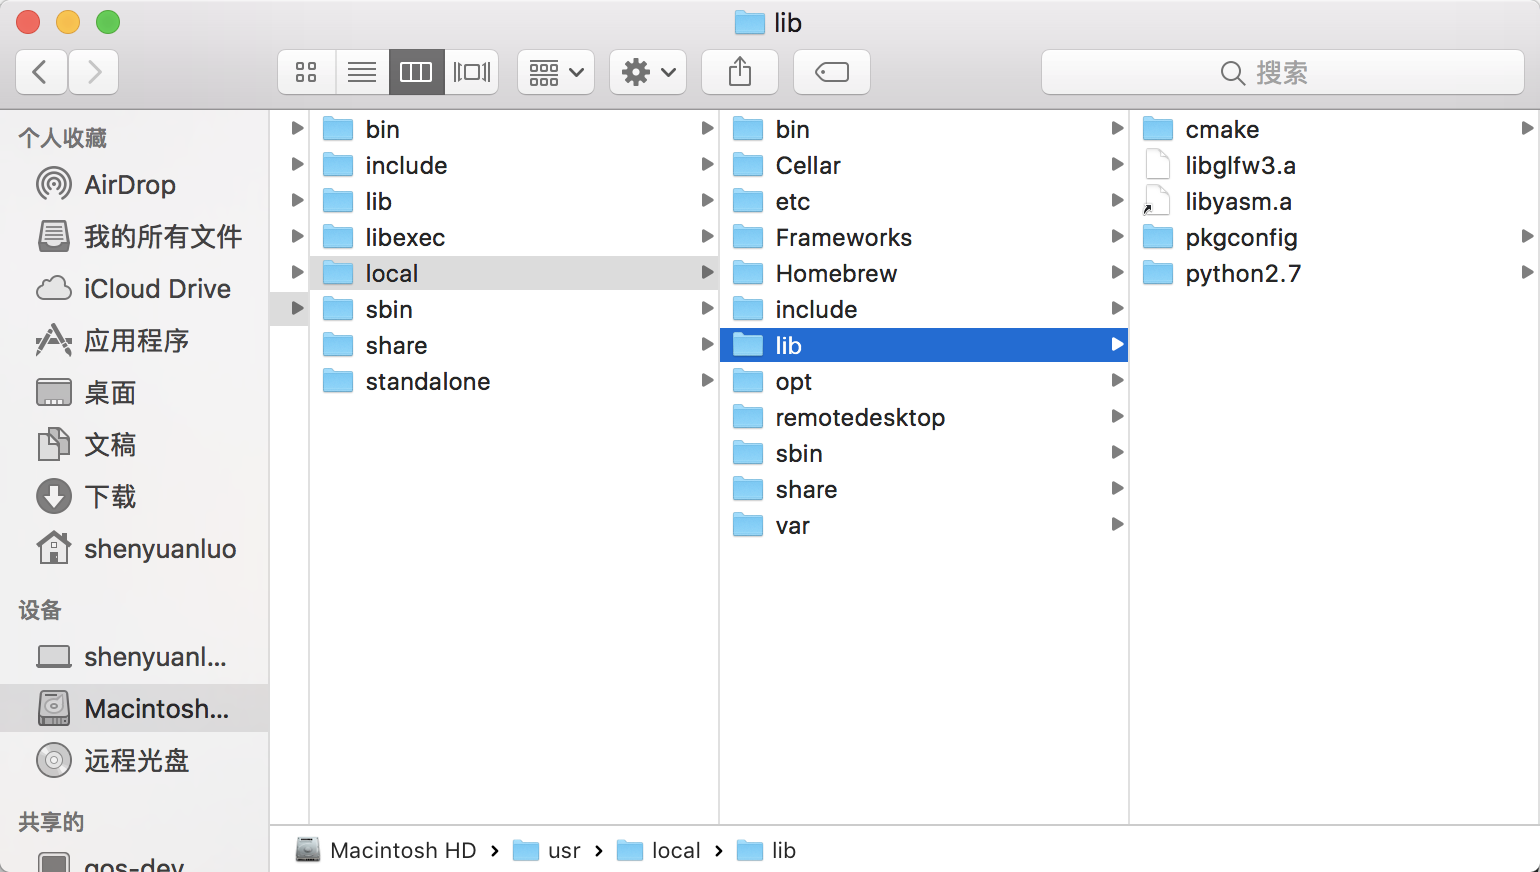 lib
搜索
个人收藏
AirDrop
我的所有文件
iCloud Drive
应用程序
桌面
文稿
下载
shenyuanluo
设备
shenyuanl...
Macintosh...
远程光盘
共享的
qos-dev
bin
include
lib
libexec
local
sbin
share
standalone
bin
Cellar
etc
Frameworks
Homebrew
include
lib
opt
remotedesktop
sbin
share
var
cmake
libglfw3.a
libyasm.a
pkgconfig
python2.7
Macintosh HD › usr › local › lib